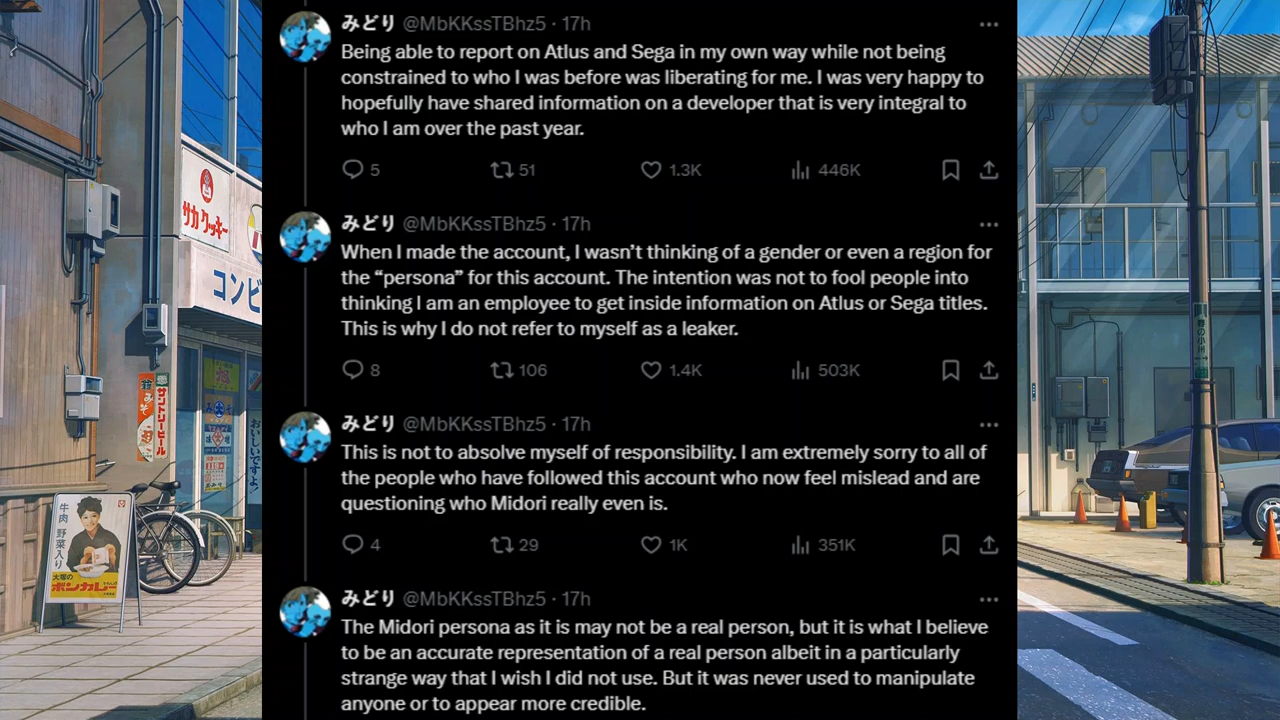 みどり @MbKKssTBhz5 · 17h
Being able to report on Atlus and Sega in my own way while not being
constrained to who I was before was liberating for me. I was very happy to
hopefully have shared information on a developer that is very integral to
who I am over the past year.
5 51 1.3K 446K
みどり @MbKKssTBhz5 · 17h
When I made the account, I wasn’t thinking of a gender or even a region for
the “persona” for this account. The intention was not to fool people into
thinking I am an employee to get inside information on Atlus or Sega titles.
This is why I do not refer to myself as a leaker.
8 106 1.4K 503K
みどり @MbKKssTBhz5 · 17h
This is not to absolve myself of responsibility. I am extremely sorry to all of
the people who have followed this account who now feel mislead and are
questioning who Midori really even is.
4 29 1K 351K
みどり @MbKKssTBhz5 · 17h
The Midori persona as it is may not be a real person, but it is what I believe
to be an accurate representation of a real person albeit in a particularly
strange way that I wish I did not use. But it was never used to manipulate
anyone or to appear more credible.
サカクッキー
コンビ
サントリービール
おいしいですよ!
牛肉
野菜入り
大塚の
ボンカレー